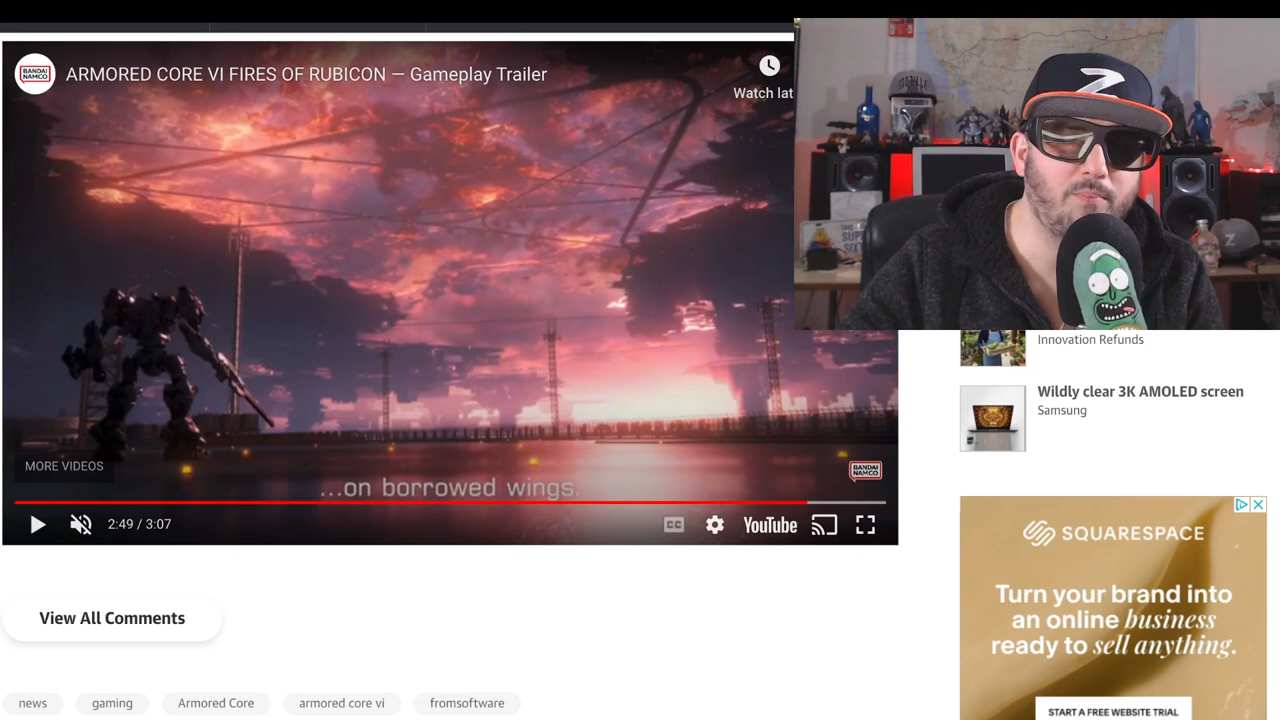 BANDAI NAMCO
ARMORED CORE VI FIRES OF RUBICON — Gameplay Trailer
Watch lat
MORE VIDEOS
...on borrowed wings.
BANDAI NAMCO
2:49 / 3:07
CC
YouTube
View All Comments
news
gaming
Armored Core
armored core vi
fromsoftware
Z
Innovation Refunds
Wildly clear 3K AMOLED screen
Samsung
SQUARESPACE
Turn your brand into
an online business
ready to sell anything.
START A FREE WEBSITE TRIAL